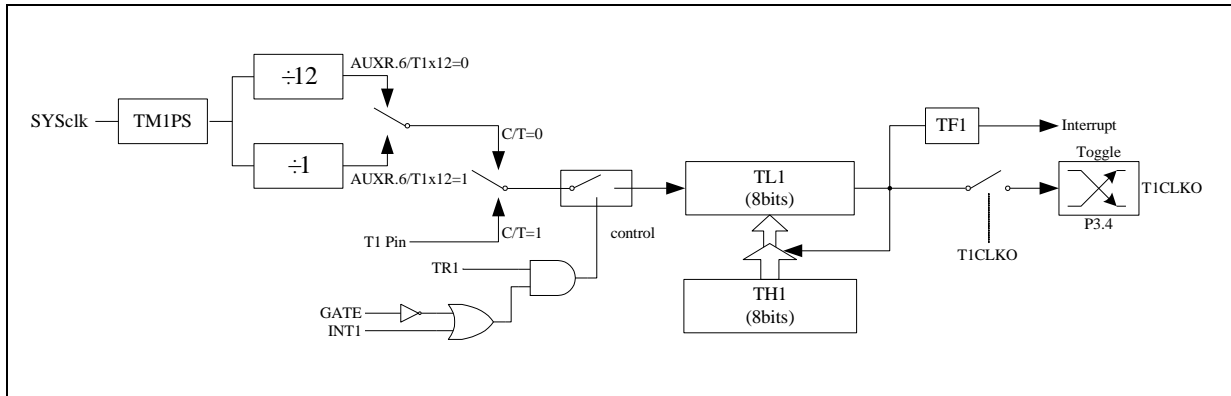 SYSclk
TM1PS
÷12
÷1
AUXR.6/T1x12=0
AUXR.6/T1x12=1
C/T=0
C/T=1
T1 Pin
TR1
GATE
INT1
control
TL1
(8bits)
TH1
(8bits)
TF1
Interrupt
Toggle
T1CLKO
P3.4
T1CLKO